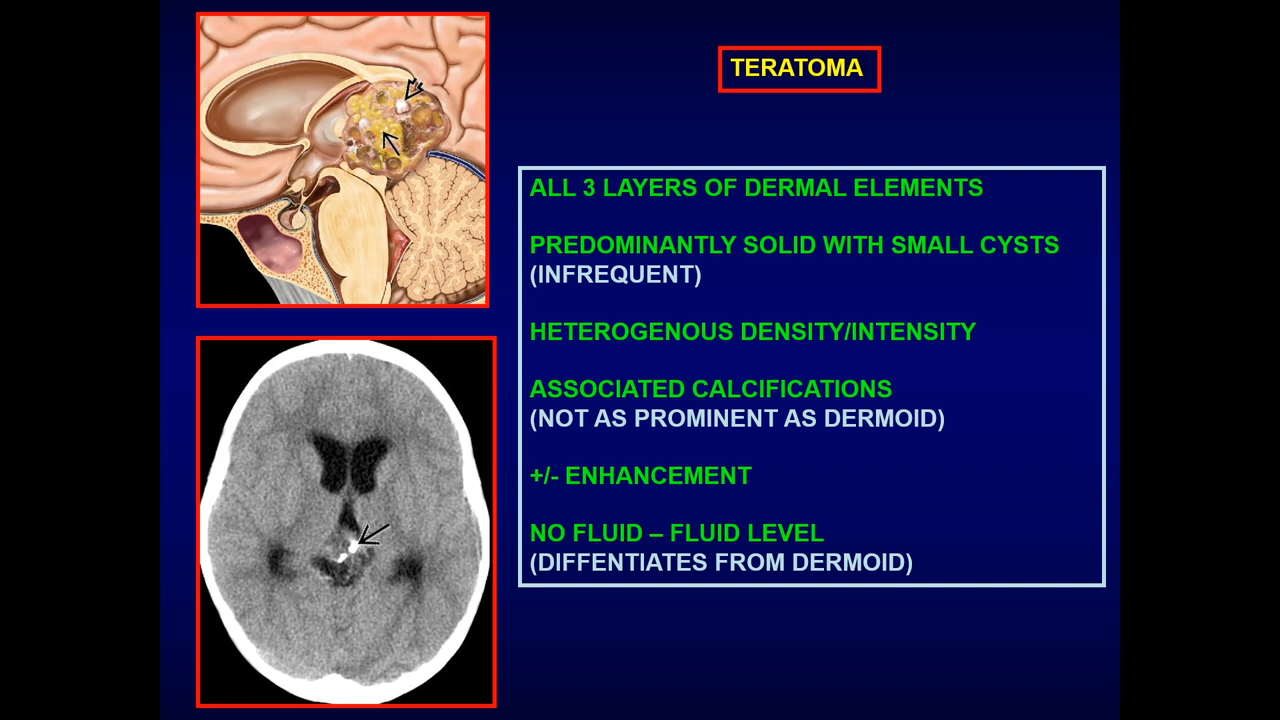 TERATOMA
ALL 3 LAYERS OF DERMAL ELEMENTS
PREDOMINANTLY SOLID WITH SMALL CYSTS
(INFREQUENT)
HETEROGENOUS DENSITY/INTENSITY
ASSOCIATED CALCIFICATIONS
(NOT AS PROMINENT AS DERMOID)
+/- ENHANCEMENT
NO FLUID – FLUID LEVEL
(DIFFENTIATES FROM DERMOID)